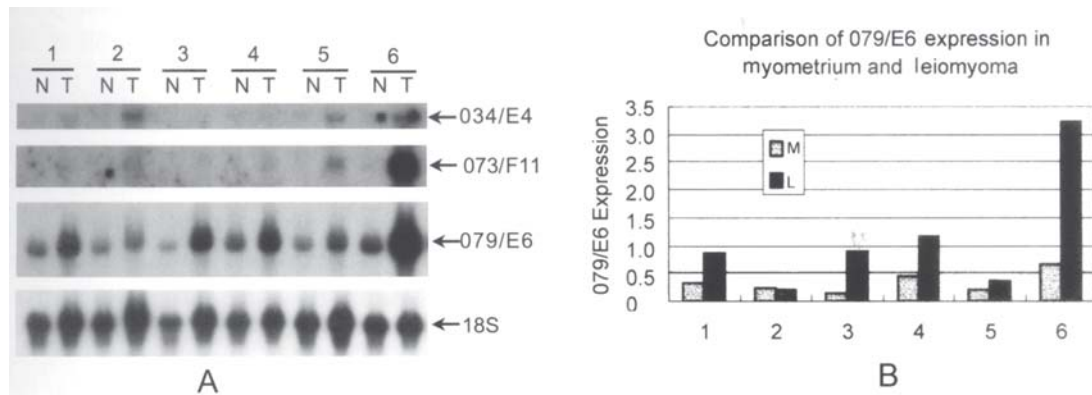 1 2 3 4 5 6
N T N T N T N T N T N T
034/E4
073/F11
079/E6
18S
A
Comparison of 079/E6 expression in
myometrium and leiomyoma
079/E6 Expression
3.5
3.0
2.5
2.0
1.5
1.0
0.5
0
M
L
1 2 3 4 5 6
B